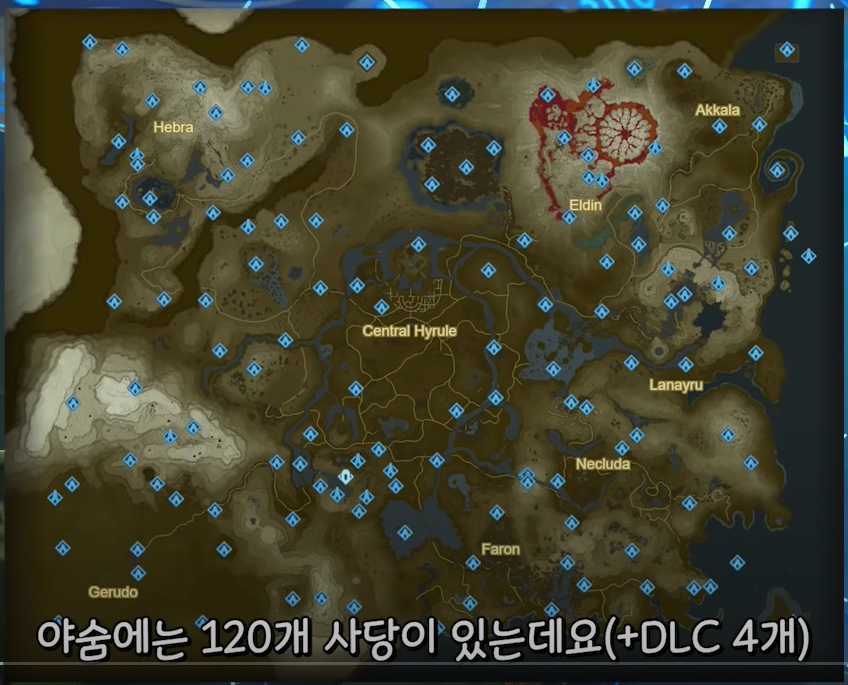 Hebra
Akkala
Eldin
Central Hyrule
Lanayru
Necluda
Faron
Gerudo
야숨에는 120개 사당이 있는데요(+DLC 4개)